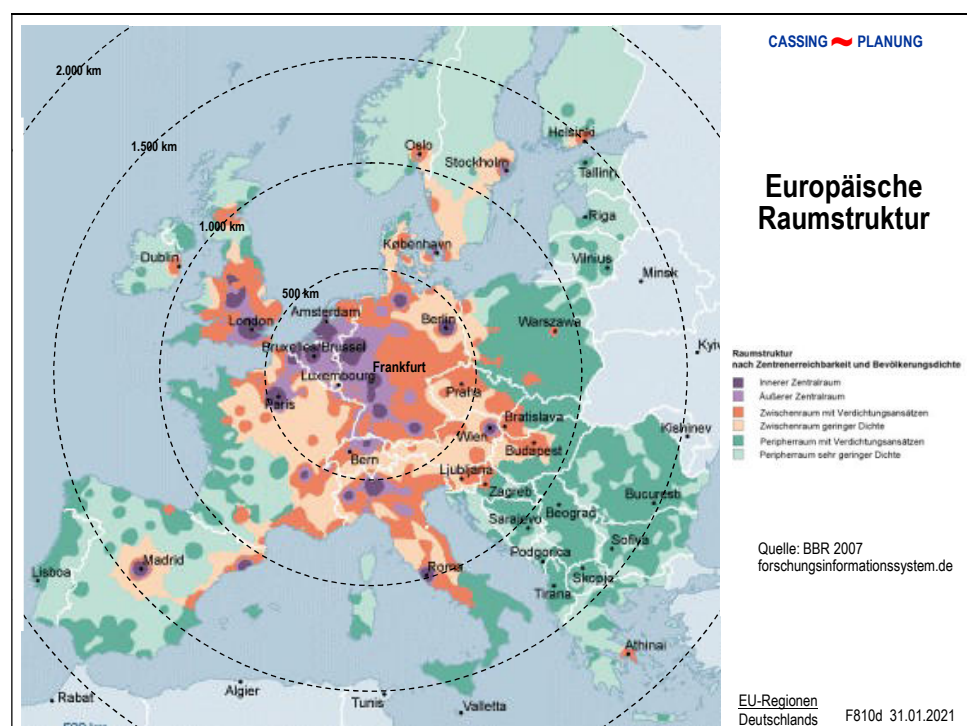 CASSING PLANUNG
Europäische
Raumstruktur
2.000 km
1.500 km
1.000 km
500 km
Oslo
Helsinki
Stockholm
Tallinn
Riga
København
Vilnius
Minsk
Dublin
Amsterdam
Berlin
Warszawa
London
Bruxelles/Brussel
Kyiv
Luxembourg
Frankfurt
Praha
Paris
Bratislava
Wien
Kishinev
Bern
Budapest
Ljubljana
Zagreb
Beograd
Bucuresti
Sarajevo
Madrid
Podgorica
Sofiya
Lisboa
Roma
Skopja
Tirana
Athinai
Rabat
Algier
Tunis
Valletta
Raumstruktur
nach Zentrenerreichbarkeit und Bevölkerungsdichte
Innerer Zentralraum
Äußerer Zentralraum
Zwischenraum mit Verdichtungsansätzen
Zwischenraum geringer Dichte
Peripherraum mit Verdichtungsansätzen
Peripherraum sehr geringer Dichte
Quelle: BBR 2007
forschungsinformationssystem.de
EU-Regionen
Deutschlands F810d 31.01.2021